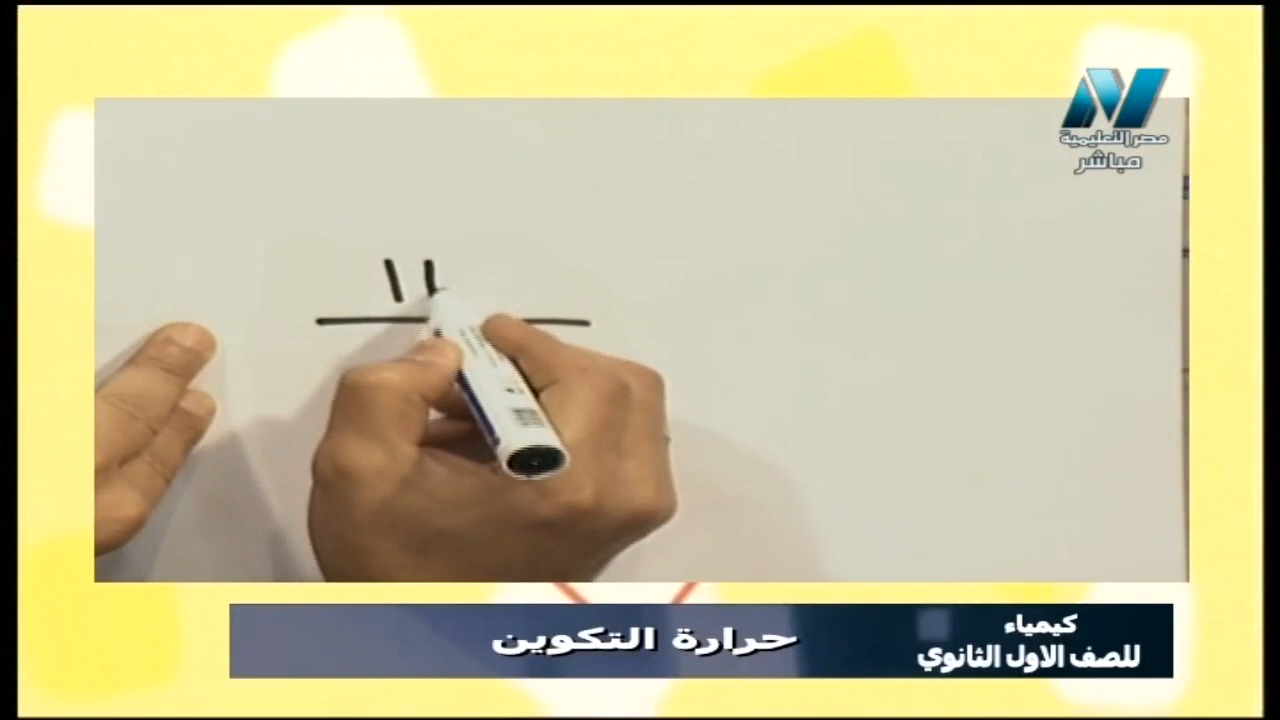 مصر التعليمية
مباشر
كيمياء
للصف الاول الثانوي
حرارة التكوين